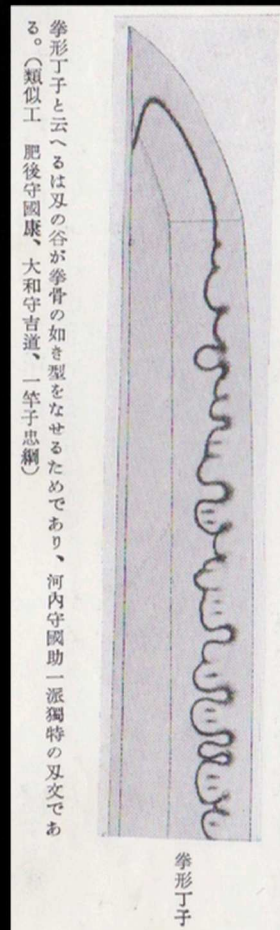 拳形丁子
拳形丁子と云へるは刄の谷が拳骨の如き型をなせるためであり、河内守國助一派獨特の刄文であ
る。(類似工　肥後守國康、大和守吉道、一竿子忠綱)